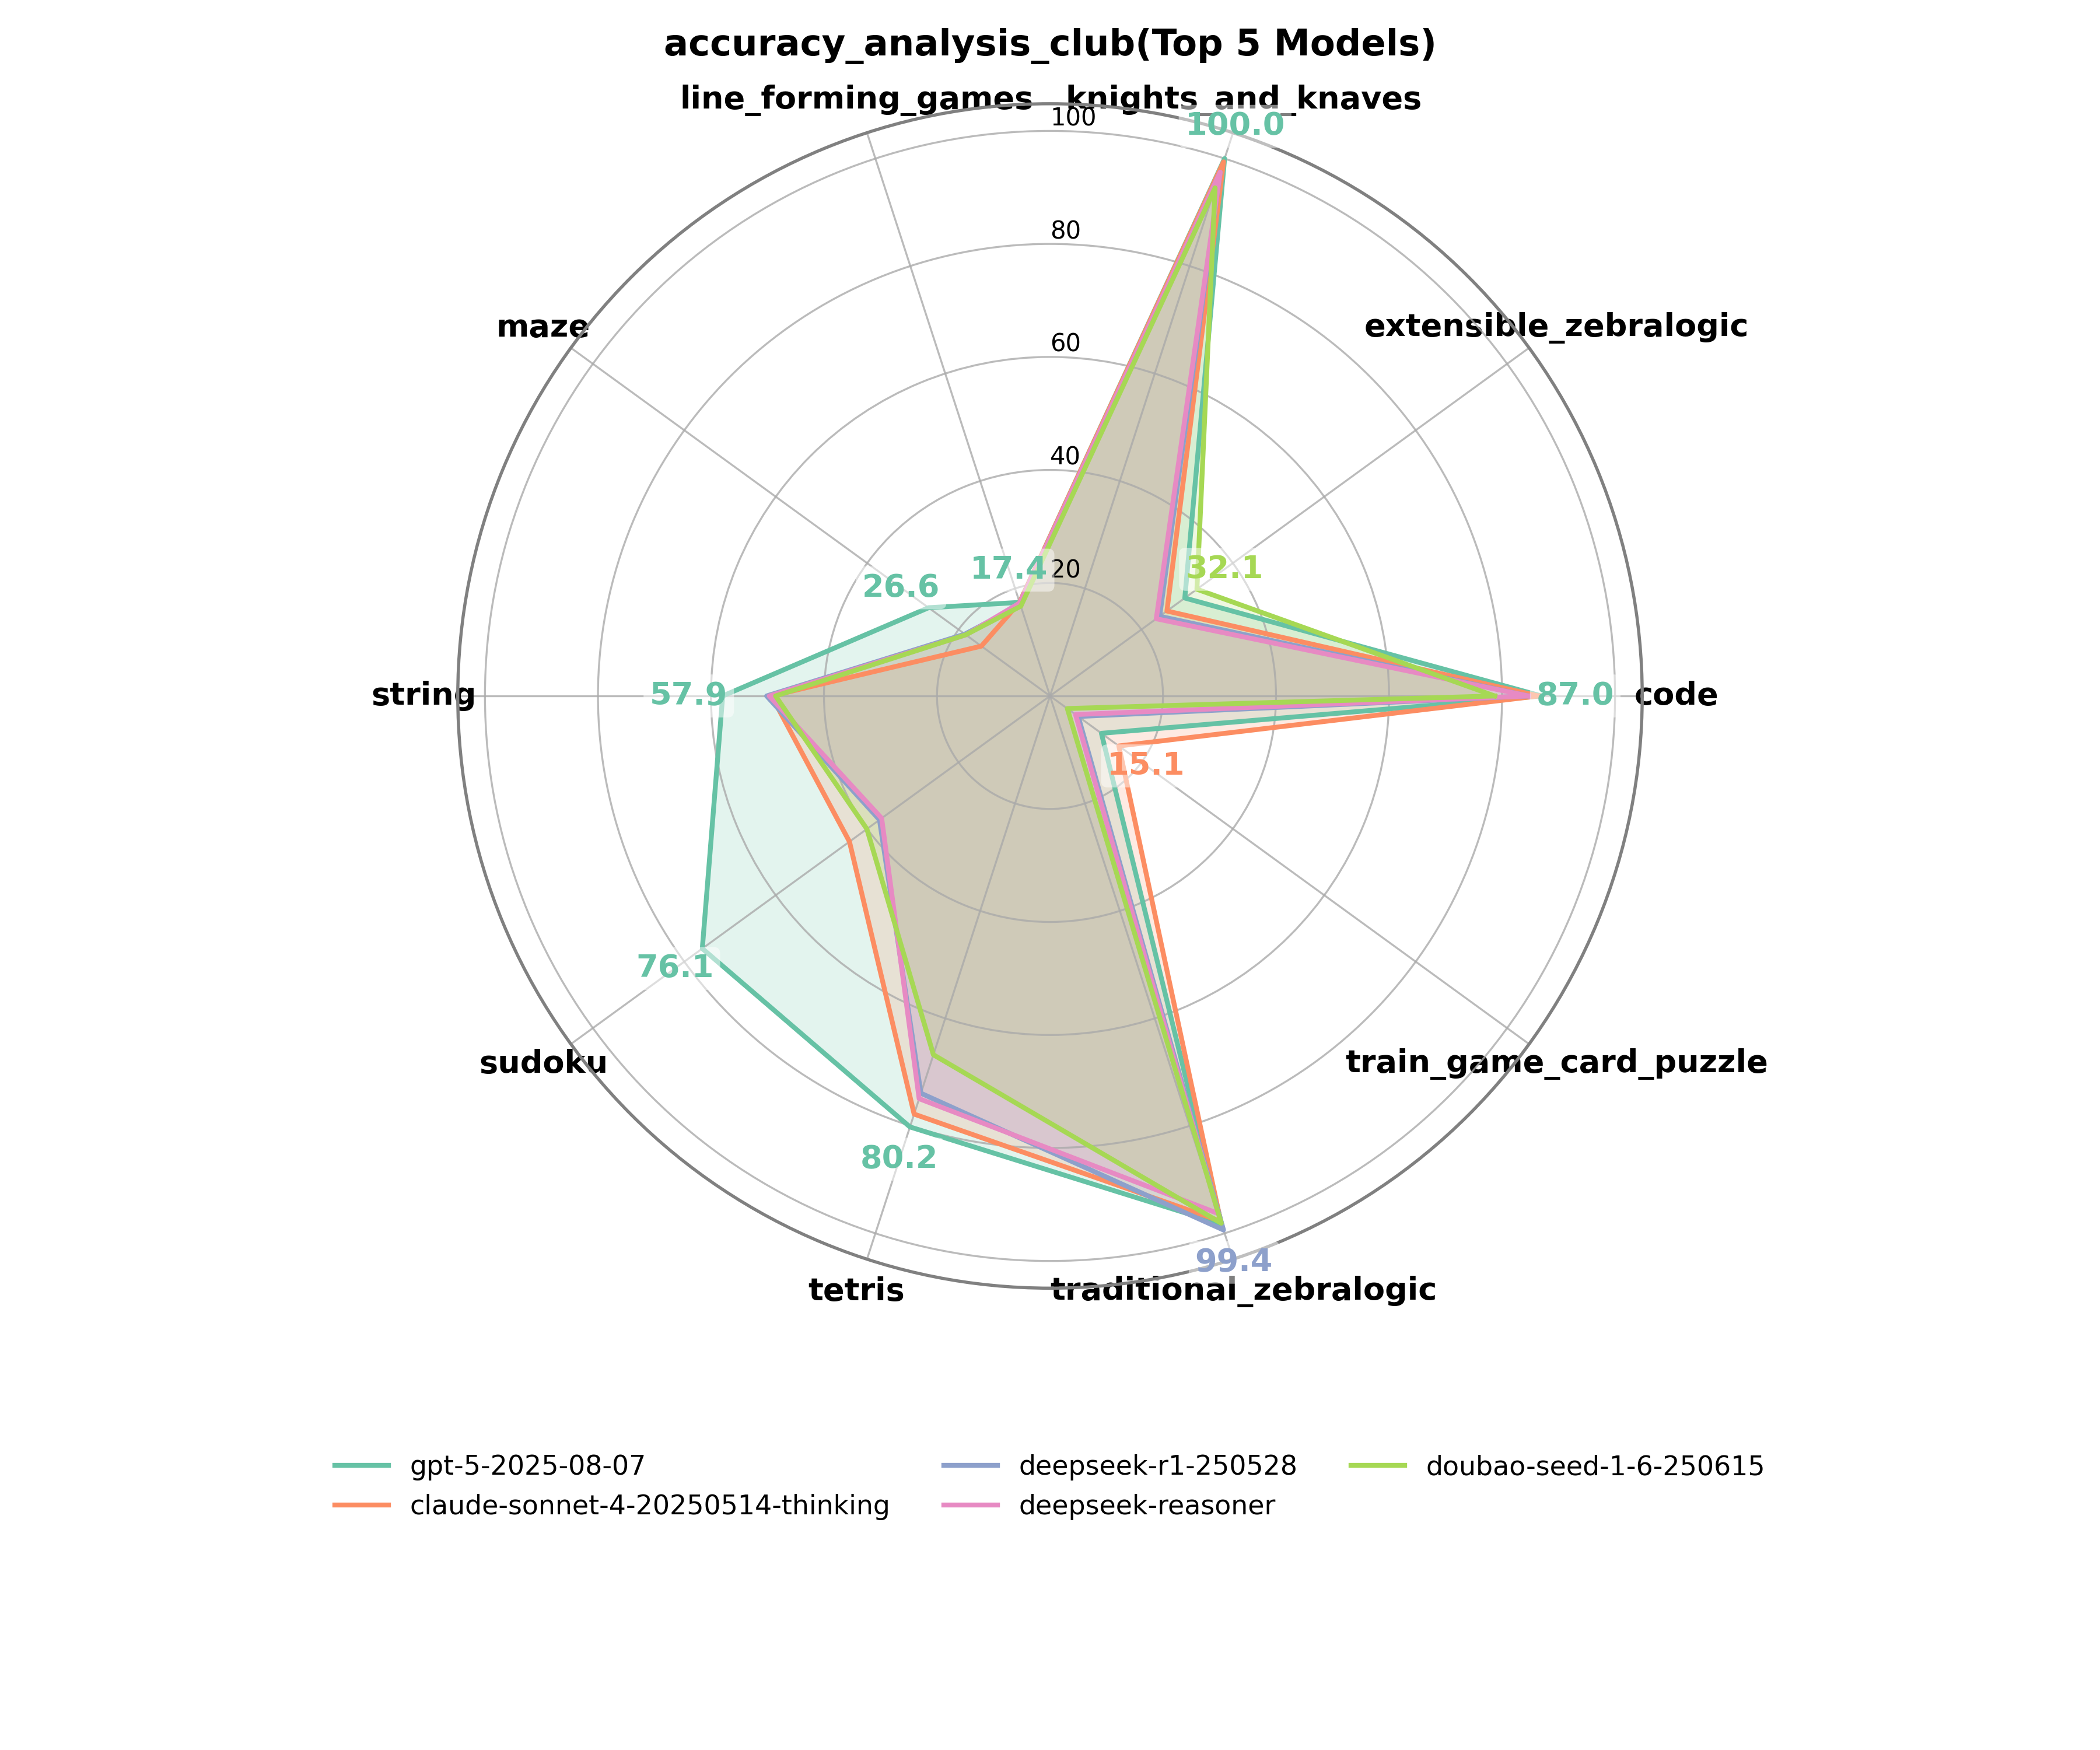 accuracy_analysis_club(Top 5 Models)
line_forming_games
knights_and_knaves
100
100.0
80
60
extensible_zebralogic
maze
40
32.1
17.4
20
26.6
string
57.9
87.0
code
15.1
76.1
sudoku
train_game_card_puzzle
80.2
99.4
tetris
traditional_zebralogic
gpt-5-2025-08-07
claude-sonnet-4-20250514-thinking
deepseek-r1-250528
deepseek-reasoner
doubao-seed-1-6-250615